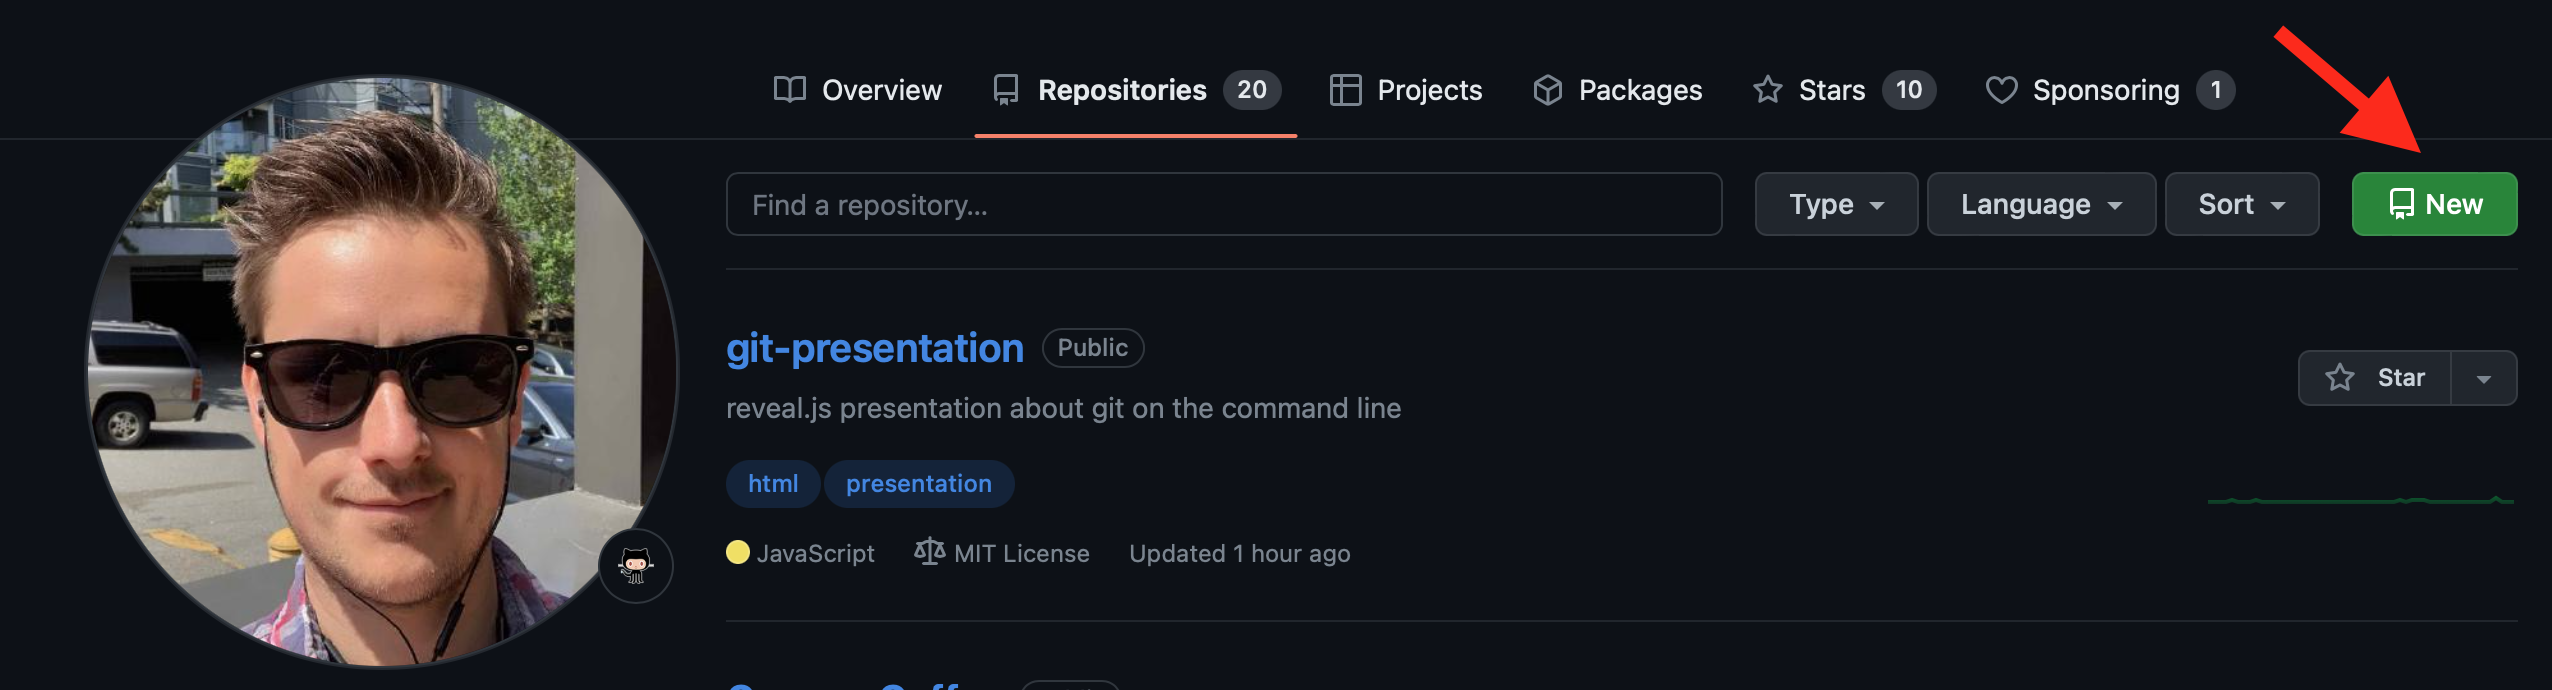 Overview Repositories 20 Projects Packages Stars 10 Sponsoring 1
Find a repository... Type Language Sort New
git-presentation Public
Star
reveal.js presentation about git on the command line
html presentation
JavaScript MIT License Updated 1 hour ago